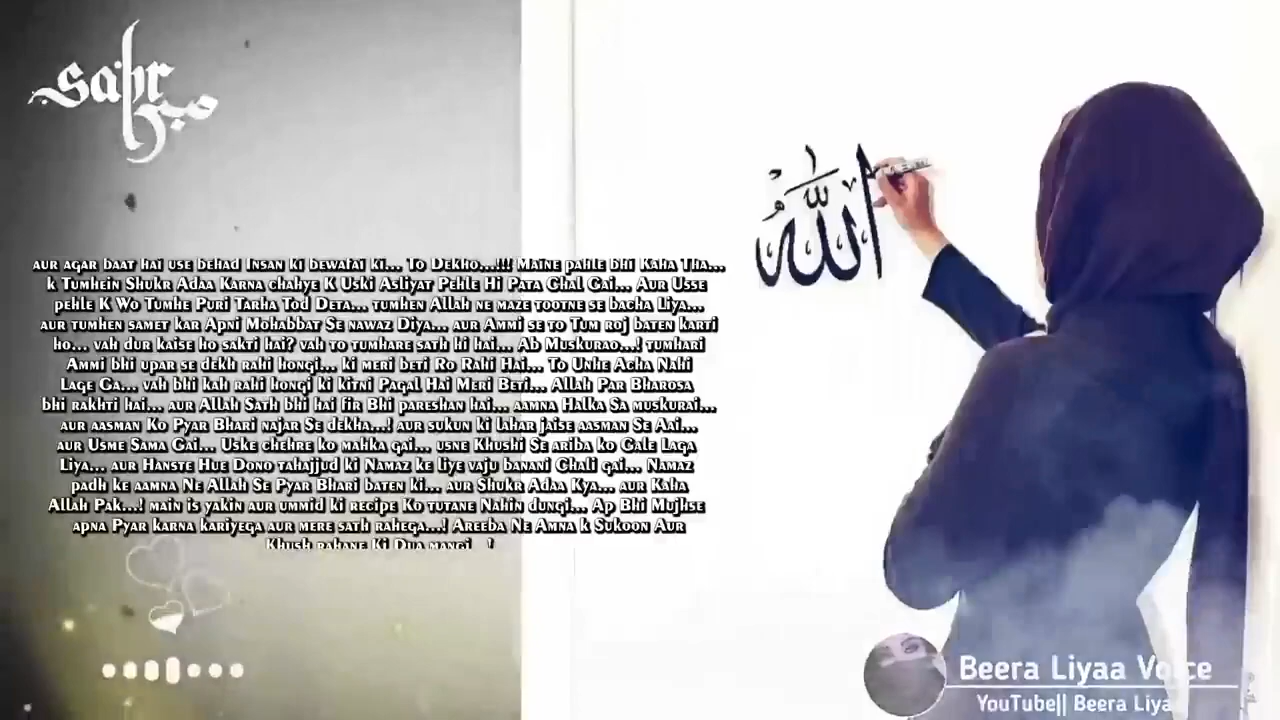 sabr
صبر
اللّٰهُ
aur agar baat hai use behad Insan ki bewafai ki... To Dekho...!!! Maine pahle bhi Kaha Tha...
k Tumhein Shukr Adaa Karna chahye K Uski Asliyat Pehle Hi Pata Chal Gai... Aur Usse
pehle K Wo Tumhe Puri Tarha Tod Deta... tumhen Allah ne maze tootne se bacha Liya...
aur tumhen samet kar Apni Mohabbat Se nawaz Diya... aur Ammi se to Tum roj baten karti
ho... vah dur kaise ho sakti hai? vah to tumhare sath hi hai... Ab Muskurao...! tumhari
Ammi bhi upar se dekh rahi hongi... ki meri beti Ro Rahi Hai... To Unhe Acha Nahi
Lage Ga... vah bhi kah rahi hongi ki kitni Pagal Hai Meri Beti... Allah Par Bharosa
bhi rakhti hai... aur Allah Sath bhi hai fir Bhi pareshan hai... aamna Halka Sa muskurai...
aur aasman Ko Pyar Bhari najar Se dekha...! aur sukun ki lahar jaise aasman Se Aai...
aur Usme Sama Gai... Uske chehre ko mahka gai... usne Khushi Se ariba ko Gale Laga
Liya... aur Hanste Hue Dono tahajjud ki Namaz ke liye vaju banani Chali gai... Namaz
padh ke aamna Ne Allah Se Pyar Bhari baten ki... aur Shukr Adaa Kya... aur Kaha
Allah Pak...! main is yakin aur ummid ki recipe Ko tutane Nahin dungi... Ap Bhi Mujhse
apna Pyar karna kariyega aur mere sath rahega...! Areeba Ne Amna k Sukoon Aur
Khush rahane Ki Dua mangi...!
Beera Liyaa Voice
YouTube|| Beera Liya